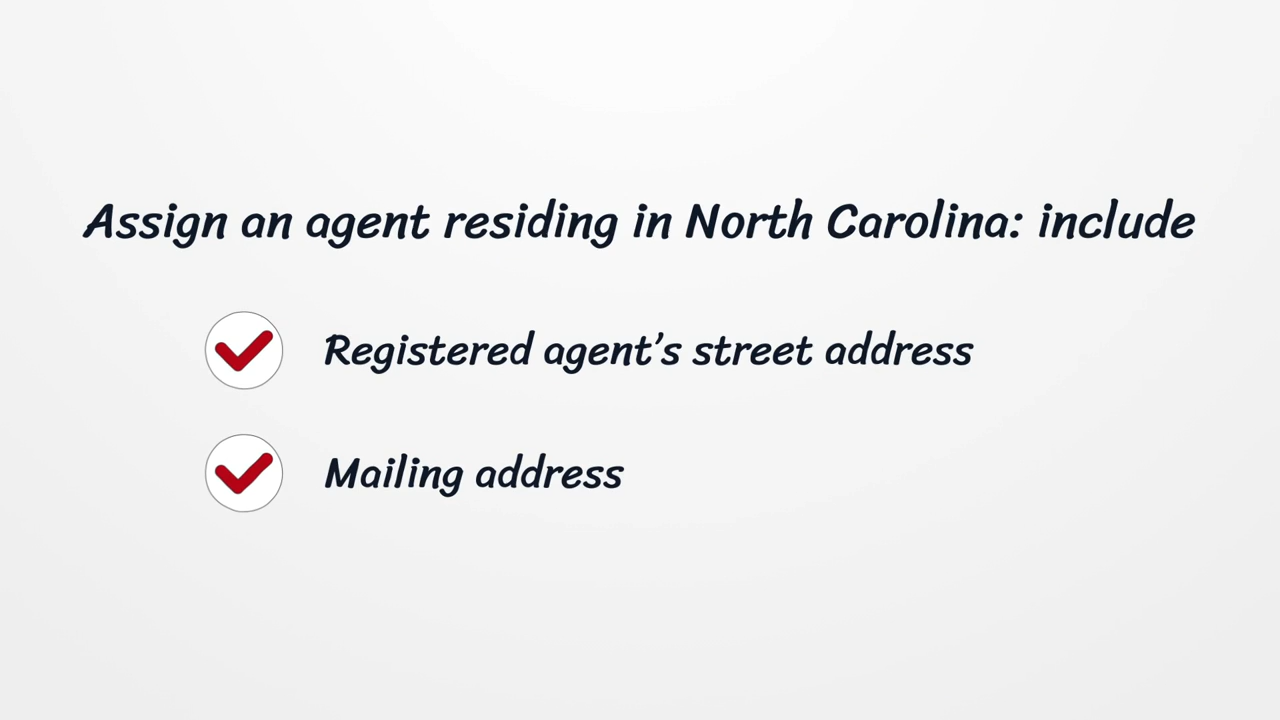 Assign an agent residing in North Carolina: include
Registered agent's street address
Mailing address